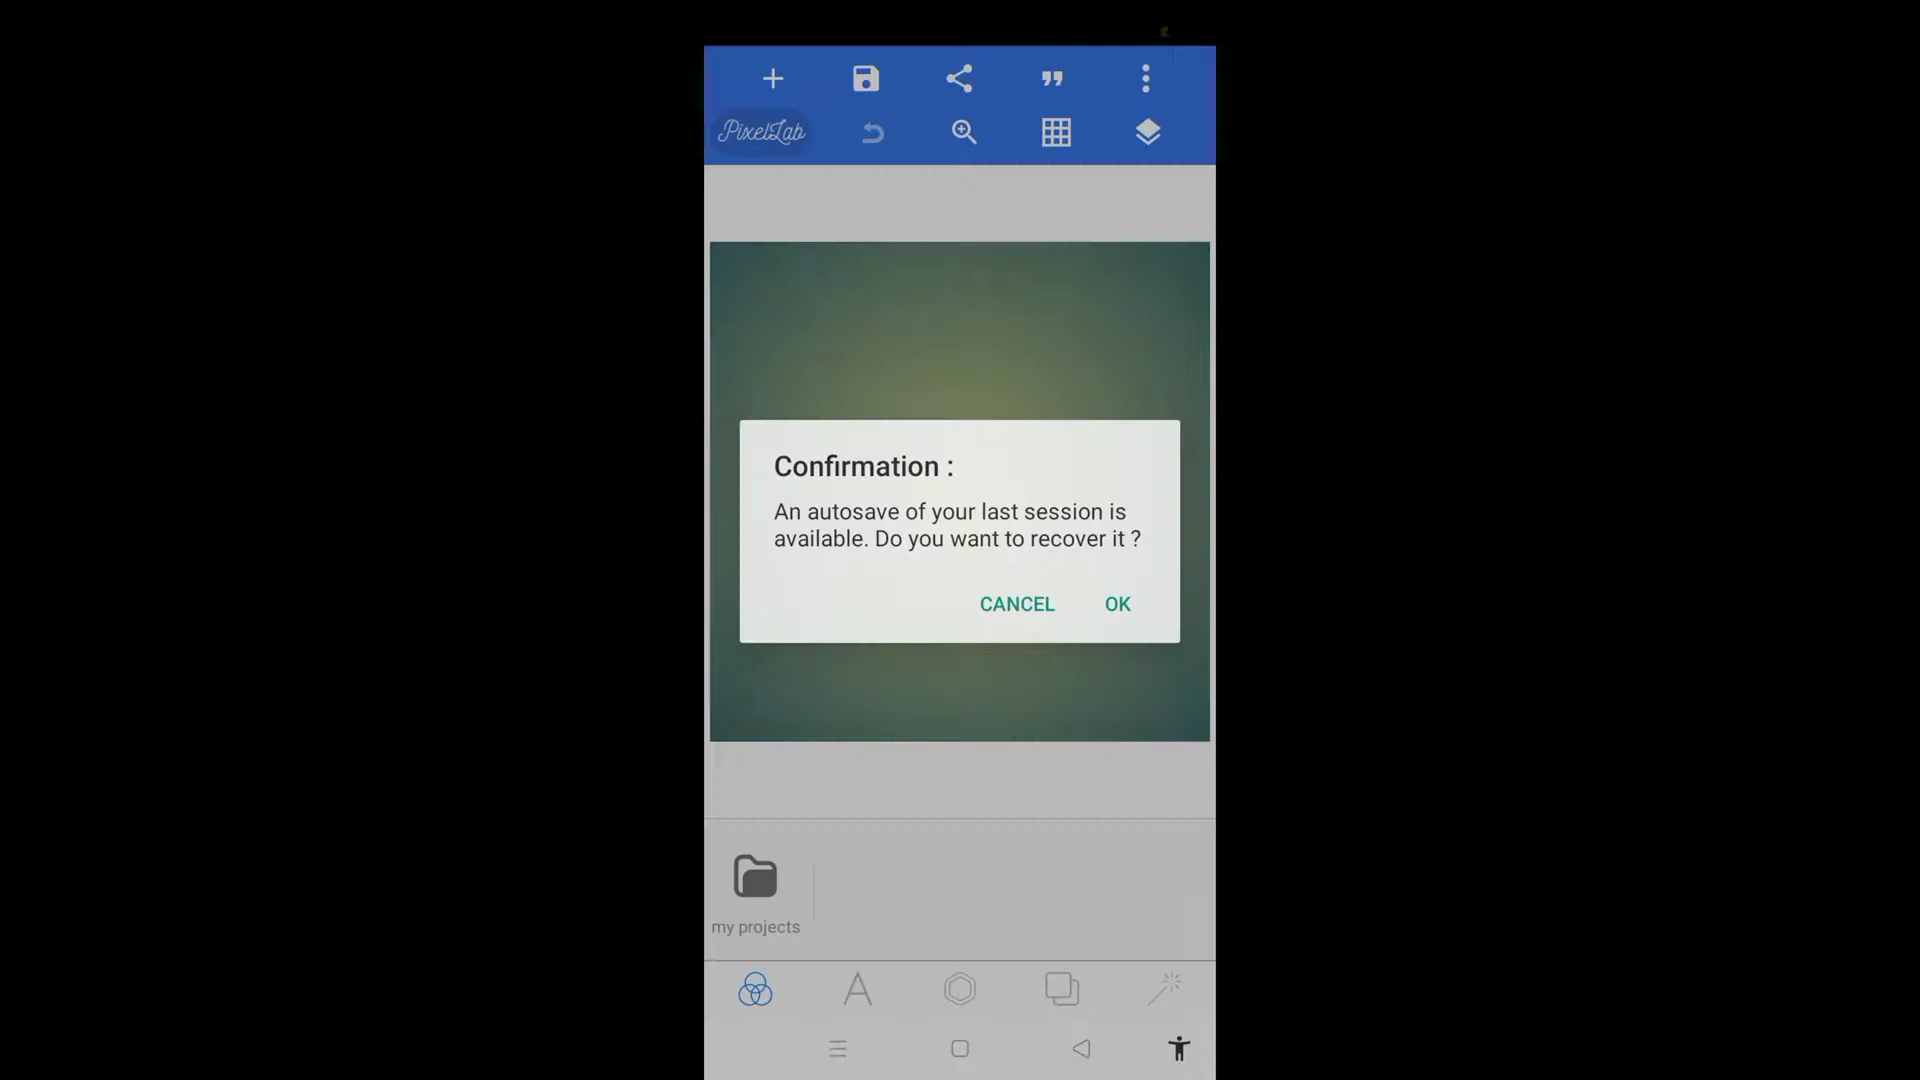 PixelLab
Confirmation :
An autosave of your last session is
available. Do you want to recover it ?
CANCEL OK
my projects